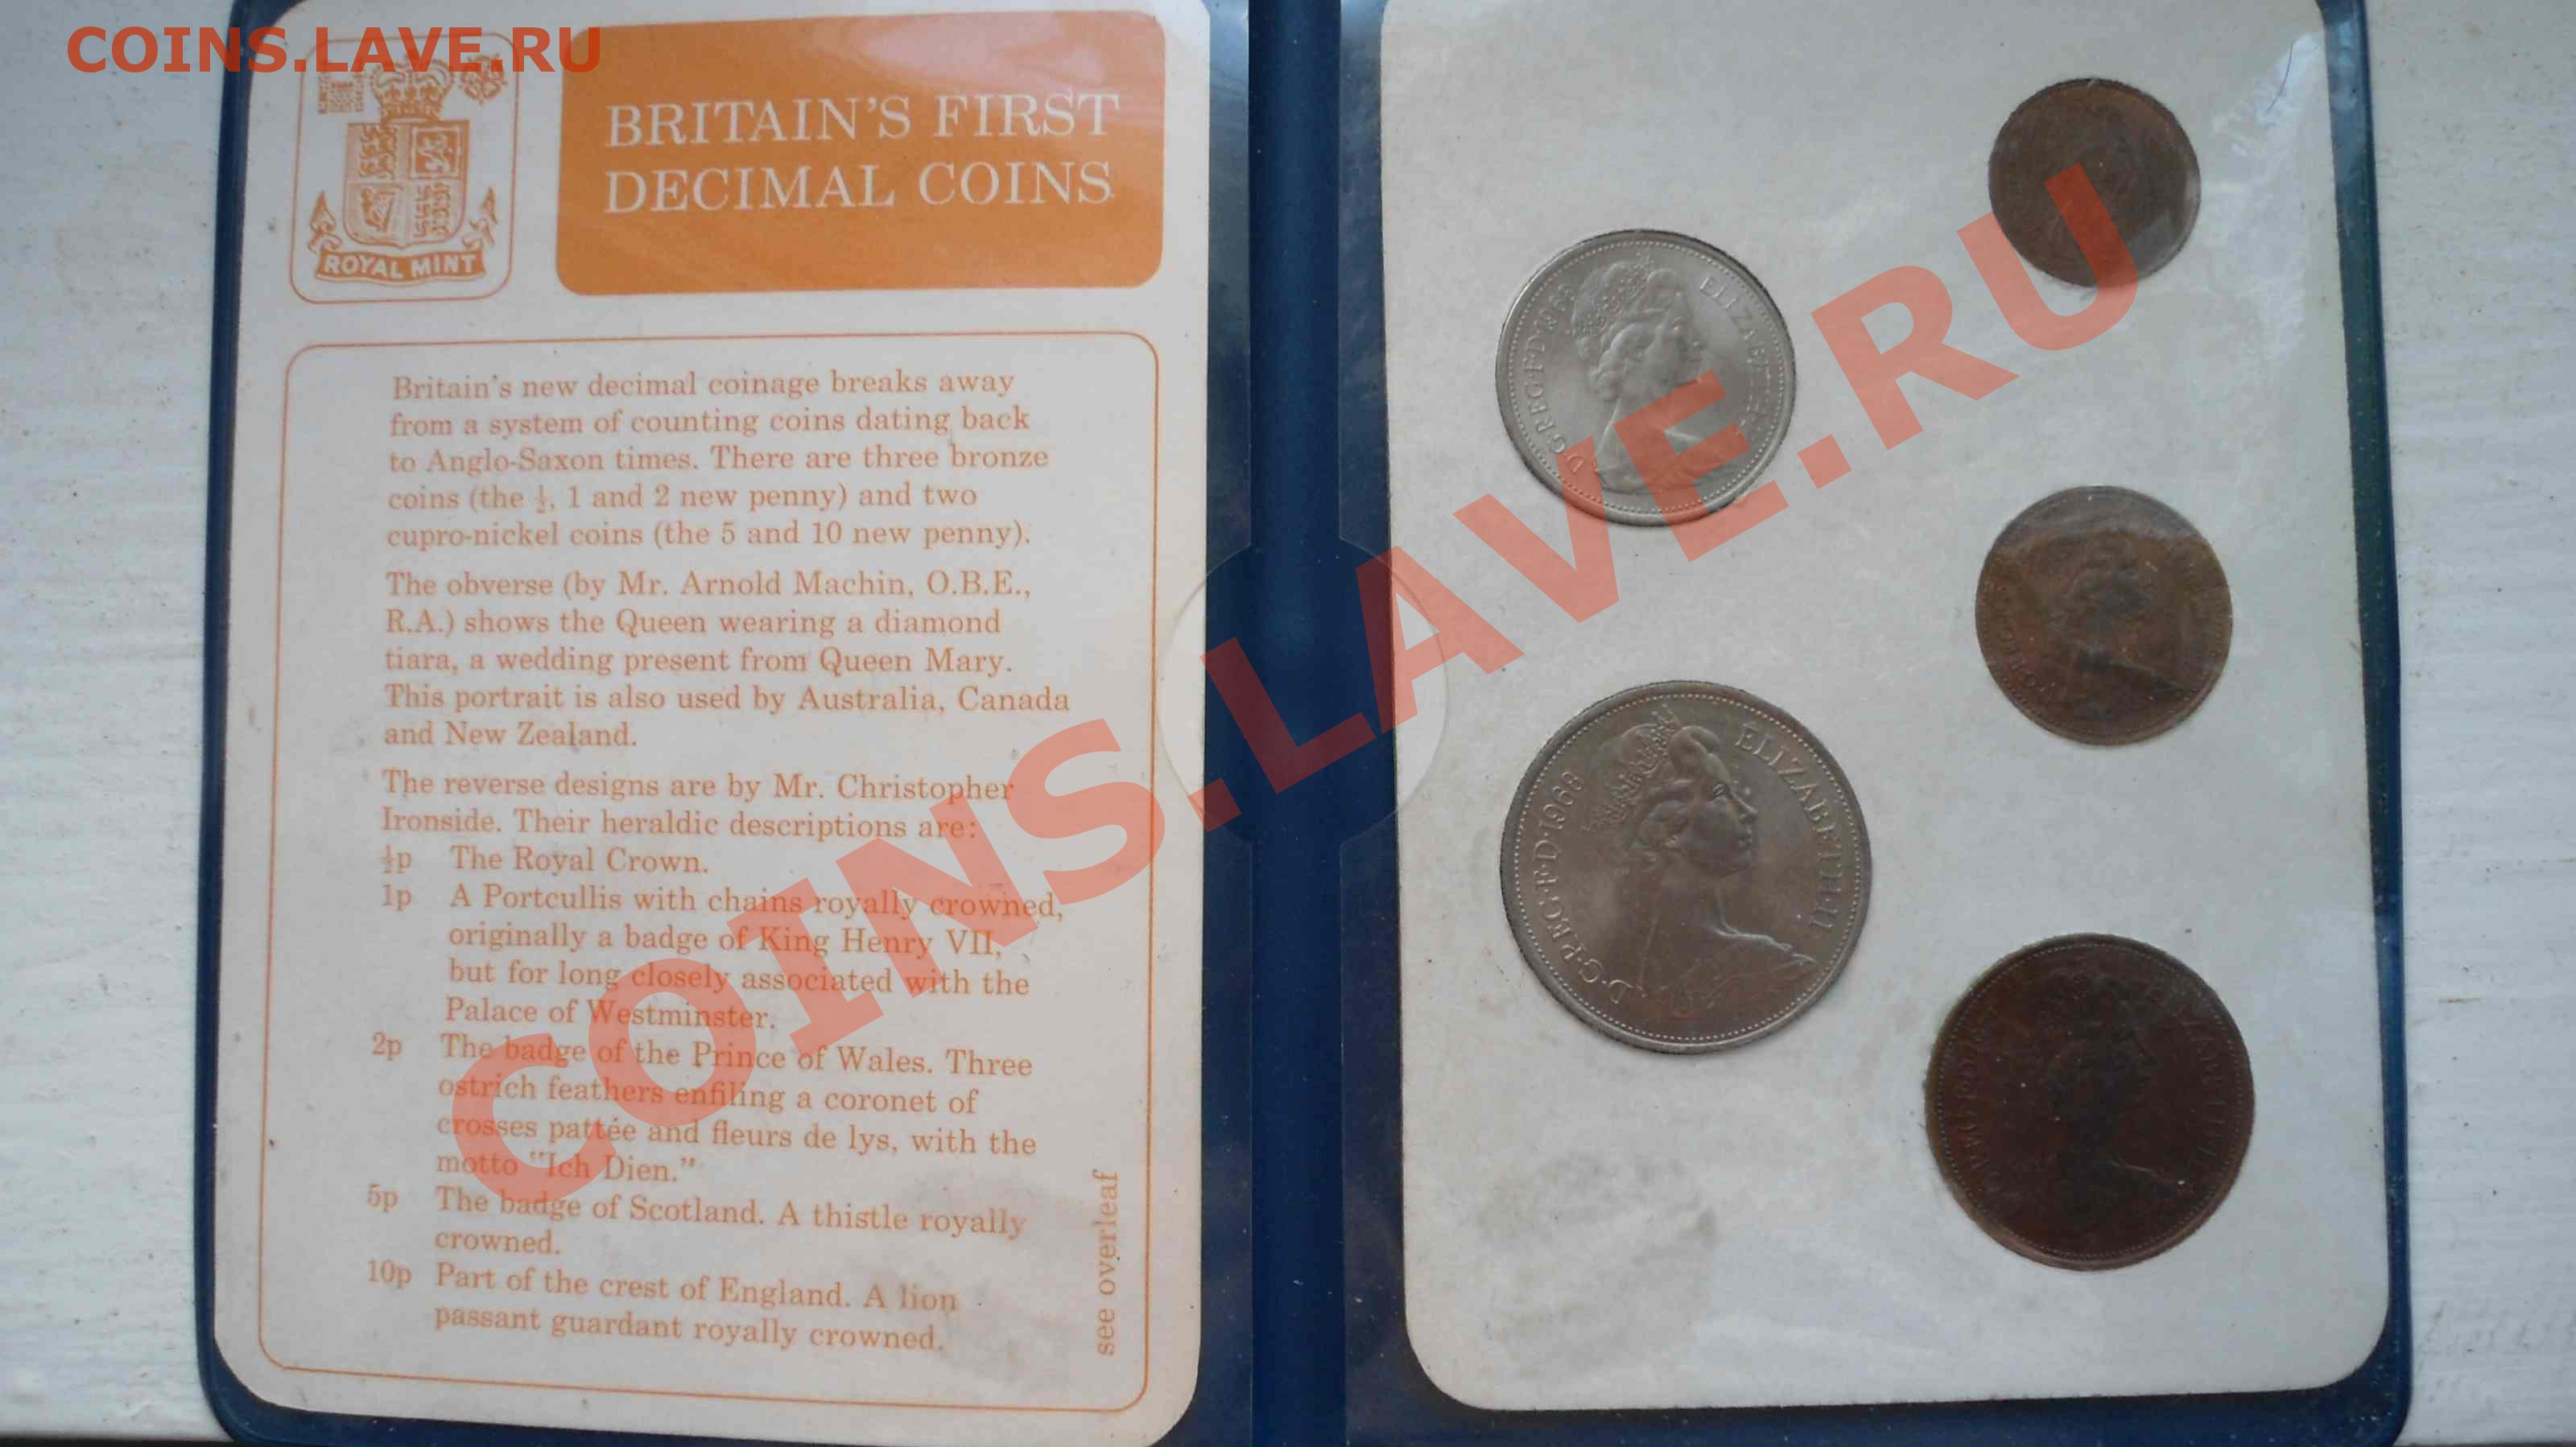 COINS.LAVE.RU
ROYAL MINT
BRITAIN'S FIRST
DECIMAL COINS
Britain's new decimal coinage breaks away
from a system of counting coins dating back
to Anglo-Saxon times. There are three bronze
coins (the ½, 1 and 2 new penny) and two
cupro-nickel coins (the 5 and 10 new penny).
The obverse (by Mr. Arnold Machin, O.B.E.,
R.A.) shows the Queen wearing a diamond
tiara, a wedding present from Queen Mary.
This portrait is also used by Australia, Canada
and New Zealand.
The reverse designs are by Mr. Christopher
Ironside. Their heraldic descriptions are:
½p The Royal Crown.
1p A Portcullis with chains royally crowned,
originally a badge of King Henry VII,
but for long closely associated with the
Palace of Westminster.
2p The badge of the Prince of Wales. Three
ostrich feathers enfiling a coronet of
crosses pattée and fleurs de lys, with the
motto "Ich Dien."
5p The badge of Scotland. A thistle royally
crowned.
10p Part of the crest of England. A lion
passant guardant royally crowned.
see overleaf
D·G·REG·F·D·1968 ELIZABETH·II
D·G·REG·F·D·1968 ELIZABETH·II
COINS.LAVE.RU